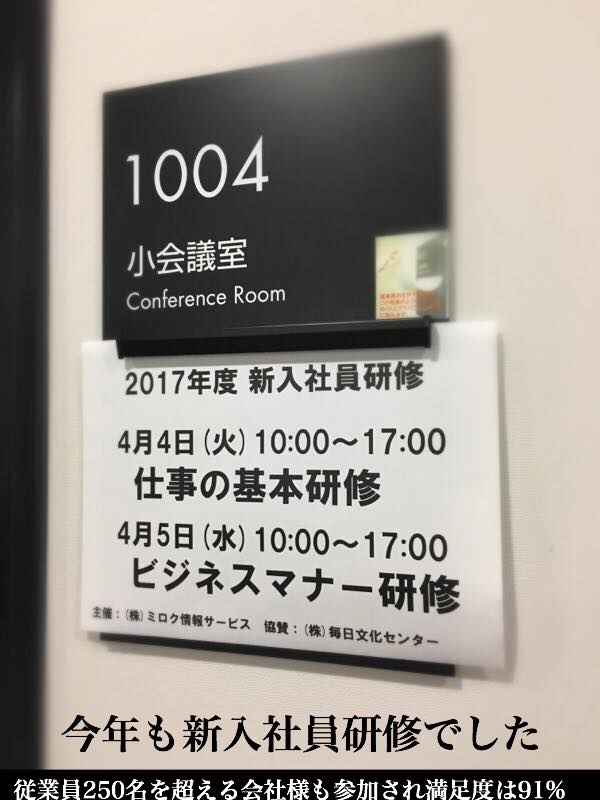 1004
小会議室
Conference Room
2017年度 新入社員研修
4月4日(火)10:00～17:00
仕事の基本研修
4月5日(水)10:00～17:00
ビジネスマナー研修
主催：(株)ミロク情報サービス 協賛：(株)毎日文化センター
今年も新入社員研修でした
従業員250名を超える会社様も参加され満足度は91%